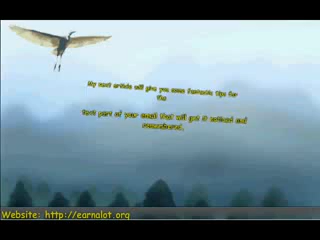 My next article will give you some fantastic tips for
the
text part of your email that will get it noticed and
remembered.
Website: http://earnalot.org